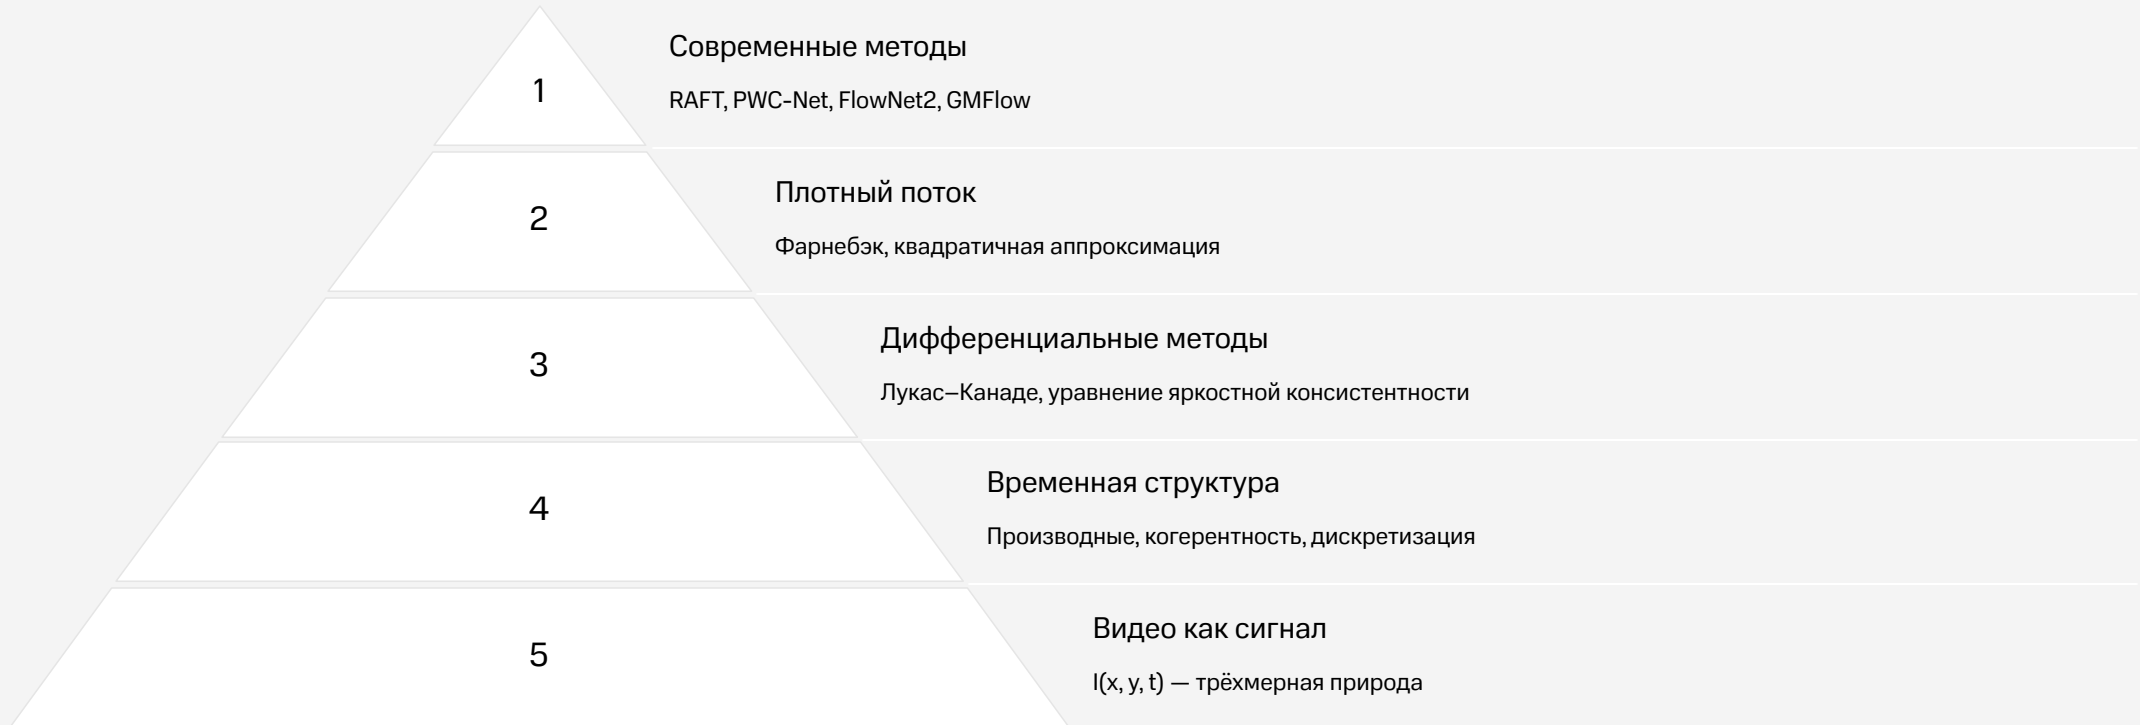 1
Современные методы
RAFT, PWC-Net, FlowNet2, GMFlow
2
Плотный поток
Фарнебэк, квадратичная аппроксимация
3
Дифференциальные методы
Лукас–Канаде, уравнение яркостной консистентности
4
Временная структура
Производные, когерентность, дискретизация
5
Видео как сигнал
I(x, y, t) — трёхмерная природа